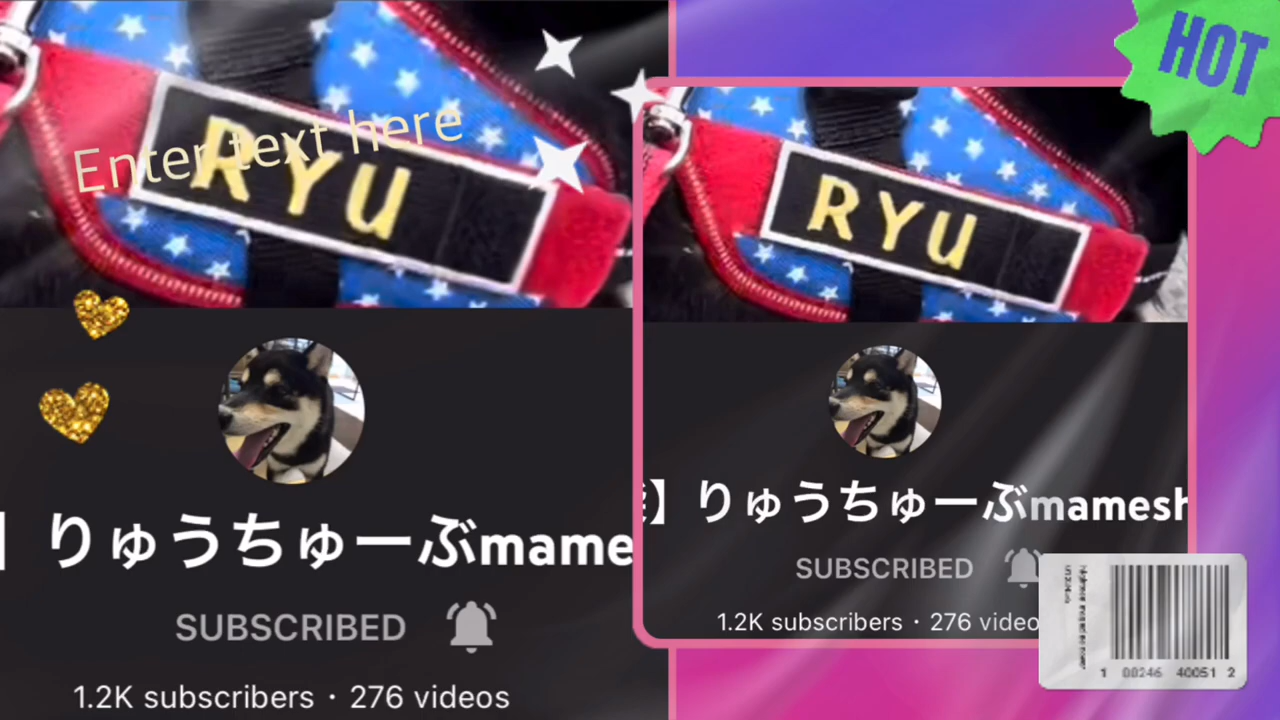 Enter text here
RYU
】りゅうちゅーぶmame
SUBSCRIBED
1.2K subscribers · 276 videos
HOT
RYU
】りゅうちゅーぶmamesh
SUBSCRIBED
1.2K subscribers · 276 video
1 00246 40051 2